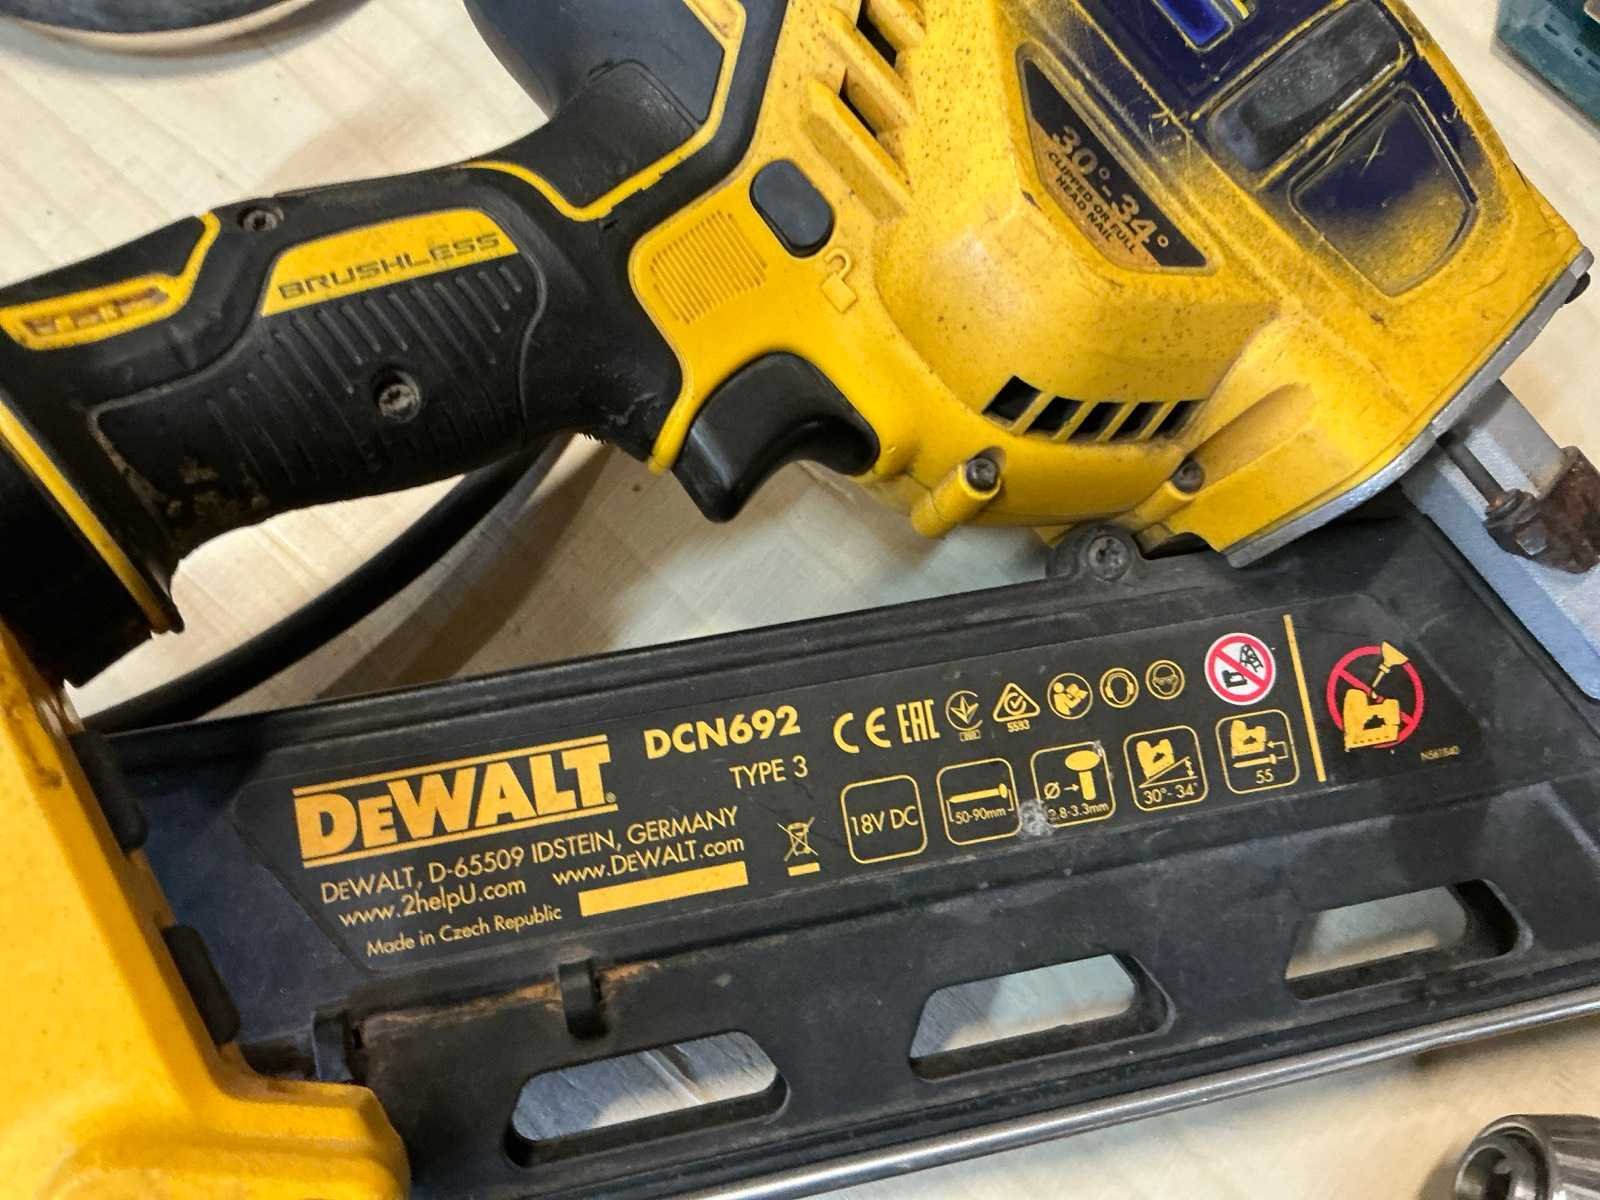 30°-34°
CLIPPED OR FULL
HEAD NAIL
BRUSHLESS
DEWALT®
DCN692
TYPE 3
DEWALT, D-65509 IDSTEIN, GERMANY
www.2helpU.com
www.DEWALT.com
Made in Czech Republic
CE EAC
5593
18V DC
50-90mm
Ø
2.8-3.3mm
30°- 34°
55